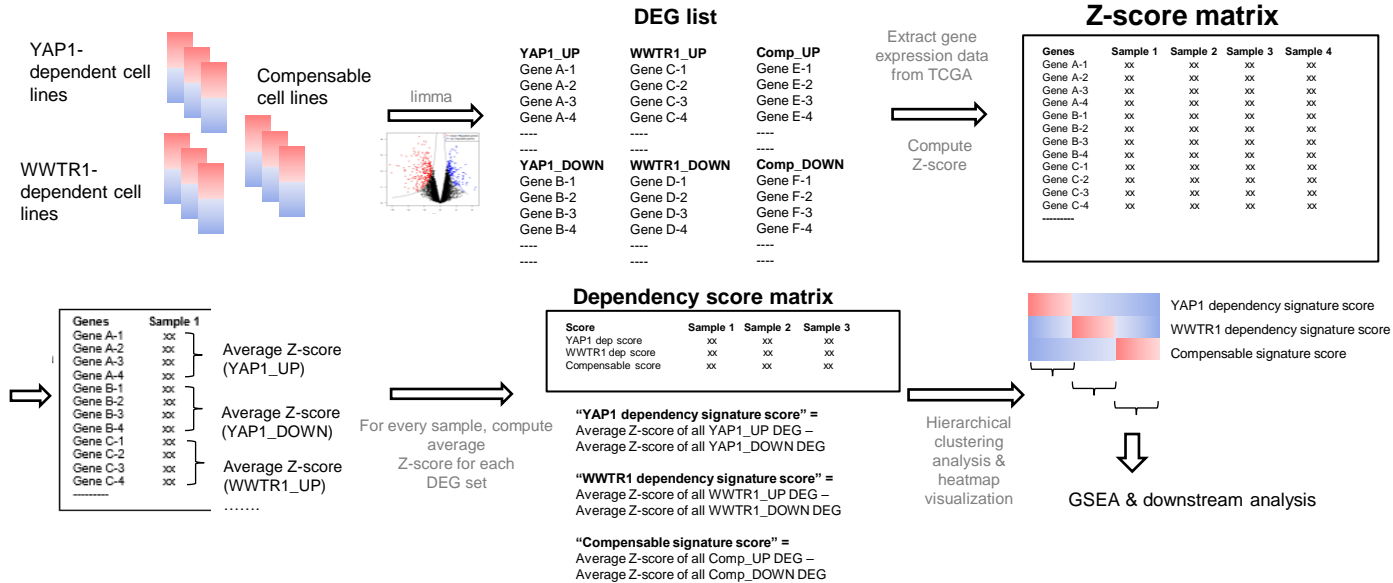 YAP1-
dependent cell
lines
Compensable
cell lines
WWTR1-
dependent cell
lines
limma
DEG list
YAP1_UP WWTR1_UP Comp_UP
Gene A-1 Gene C-1 Gene E-1
Gene A-2 Gene C-2 Gene E-2
Gene A-3 Gene C-3 Gene E-3
Gene A-4 Gene C-4 Gene E-4
---- ---- ----
YAP1_DOWN WWTR1_DOWN Comp_DOWN
Gene B-1 Gene D-1 Gene F-1
Gene B-2 Gene D-2 Gene F-2
Gene B-3 Gene D-3 Gene F-3
Gene B-4 Gene D-4 Gene F-4
---- ---- ----
---- ---- ----
Extract gene
expression data
from TCGA
Compute
Z-score
Z-score matrix
Genes Sample 1 Sample 2 Sample 3 Sample 4
Gene A-1 xx xx xx xx
Gene A-2 xx xx xx xx
Gene A-3 xx xx xx xx
Gene A-4 xx xx xx xx
Gene B-1 xx xx xx xx
Gene B-2 xx xx xx xx
Gene B-3 xx xx xx xx
Gene B-4 xx xx xx xx
Gene C-1 xx xx xx xx
Gene C-2 xx xx xx xx
Gene C-3 xx xx xx xx
Gene C-4 xx xx xx xx
---------
Genes Sample 1
Gene A-1 xx
Gene A-2 xx
Gene A-3 xx
Gene A-4 xx
Gene B-1 xx
Gene B-2 xx
Gene B-3 xx
Gene B-4 xx
Gene C-1 xx
Gene C-2 xx
Gene C-3 xx
Gene C-4 xx
---------
Average Z-score
(YAP1_UP)
Average Z-score
(YAP1_DOWN)
Average Z-score
(WWTR1_UP)
.......
For every sample, compute
average
Z-score for each
DEG set
Dependency score matrix
Score Sample 1 Sample 2 Sample 3
YAP1 dep score xx xx xx
WWTR1 dep score xx xx xx
Compensable score xx xx xx
“YAP1 dependency signature score” =
Average Z-score of all YAP1_UP DEG –
Average Z-score of all YAP1_DOWN DEG
“WWTR1 dependency signature score” =
Average Z-score of all WWTR1_UP DEG –
Average Z-score of all WWTR1_DOWN DEG
“Compensable signature score” =
Average Z-score of all Comp_UP DEG –
Average Z-score of all Comp_DOWN DEG
Hierarchical
clustering
analysis &
heatmap
visualization
YAP1 dependency signature score
WWTR1 dependency signature score
Compensable signature score
GSEA & downstream analysis